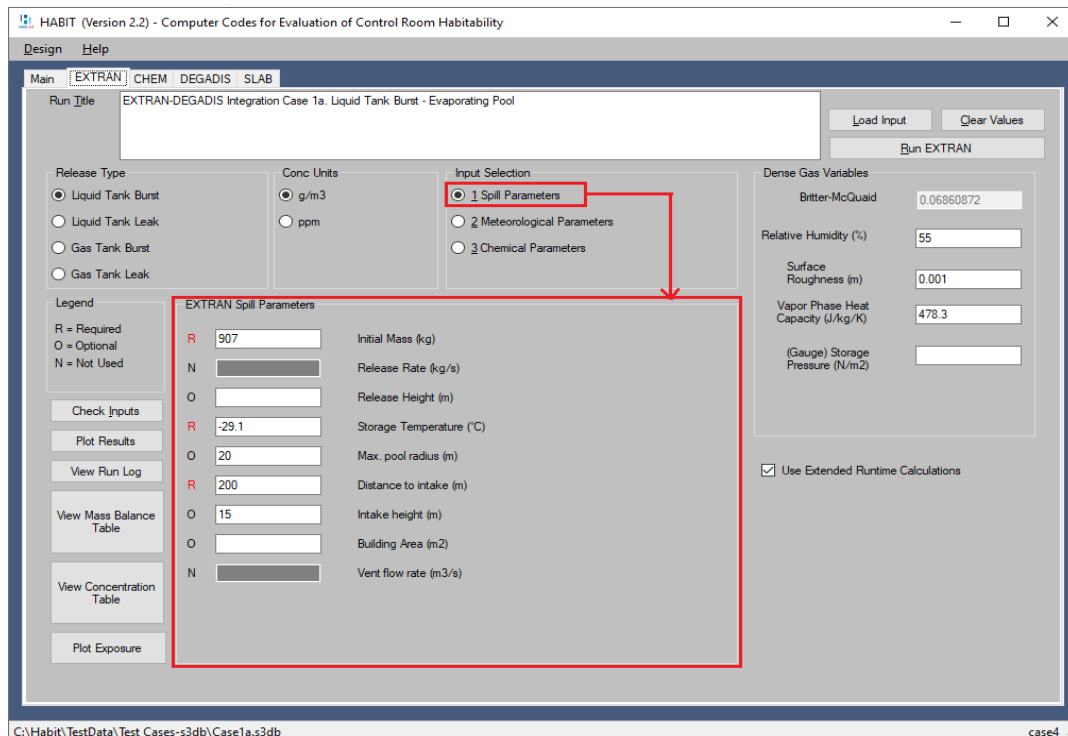 HABIT (Version 2.2) - Computer Codes for Evaluation of Control Room Habitability
Design Help
Main EXTRAN CHEM DEGADIS SLAB
Run Title
EXTRAN-DEGADIS Integration Case 1a. Liquid Tank Burst - Evaporating Pool
Load Input Clear Values
Run EXTRAN
Release Type
Liquid Tank Burst
Liquid Tank Leak
Gas Tank Burst
Gas Tank Leak
Conc Units
g/m3
ppm
Input Selection
1 Spill Parameters
2 Meteorological Parameters
3 Chemical Parameters
Dense Gas Variables
Britter-McQuaid 0.06860872
Relative Humidity (%) 55
Surface
Roughness (m) 0.001
Vapor Phase Heat
Capacity (J/kg/K) 478.3
(Gauge) Storage
Pressure (N/m2)
Use Extended Runtime Calculations
Legend
R = Required
O = Optional
N = Not Used
Check Inputs
Plot Results
View Run Log
View Mass Balance
Table
View Concentration
Table
Plot Exposure
EXTRAN Spill Parameters
R 907 Initial Mass (kg)
N Release Rate (kg/s)
O Release Height (m)
R -29.1 Storage Temperature (°C)
O 20 Max. pool radius (m)
R 200 Distance to intake (m)
O 15 Intake height (m)
O Building Area (m2)
N Vent flow rate (m3/s)
C:\Habit\TestData\Test Cases-s3db\Case1a.s3db case4